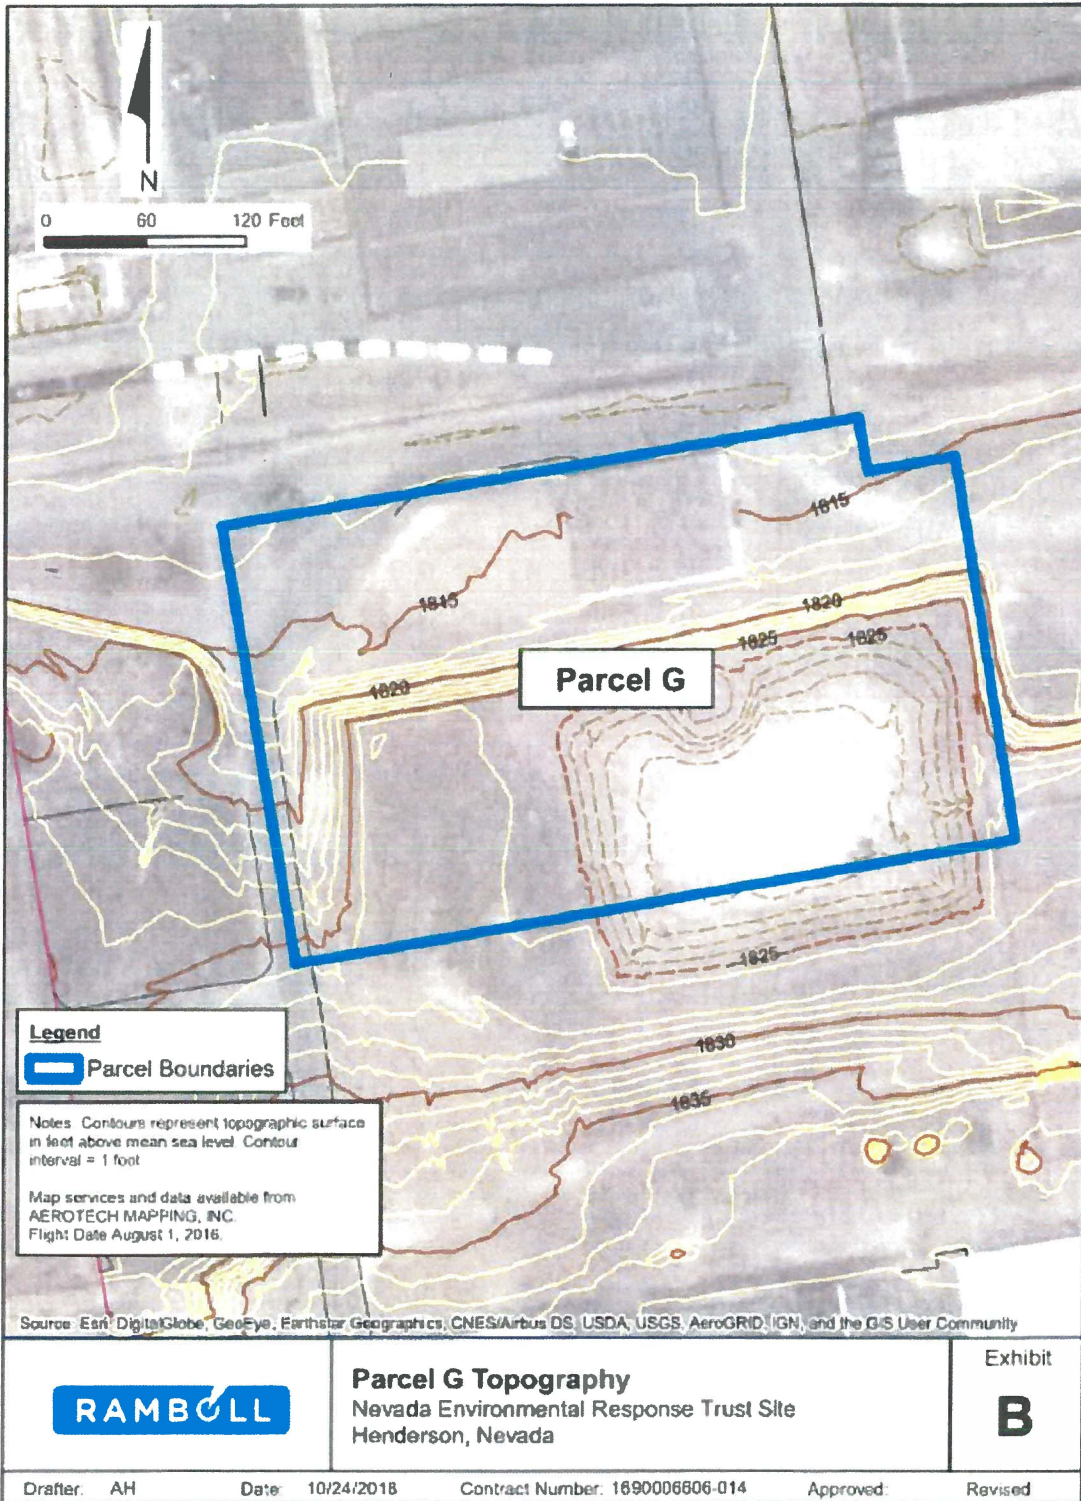 N
0 60 120 Feet
1815
1815
1820
1825
1825
1820
Parcel G
1825
1830
1835
Legend
Parcel Boundaries
Notes: Contours represent topographic surface
in feet above mean sea level. Contour
interval = 1 foot
Map services and data available from
AEROTECH MAPPING, INC.
Flight Date August 1, 2016.
Source: Esri, DigitalGlobe, GeoEye, Earthstar Geographics, CNES/Airbus DS, USDA, USGS, AeroGRID, IGN, and the GIS User Community
RAMBOLL
Parcel G Topography
Nevada Environmental Response Trust Site
Henderson, Nevada
Exhibit
B
Drafter: AH Date: 10/24/2018 Contract Number: 1690006606-014 Approved: Revised